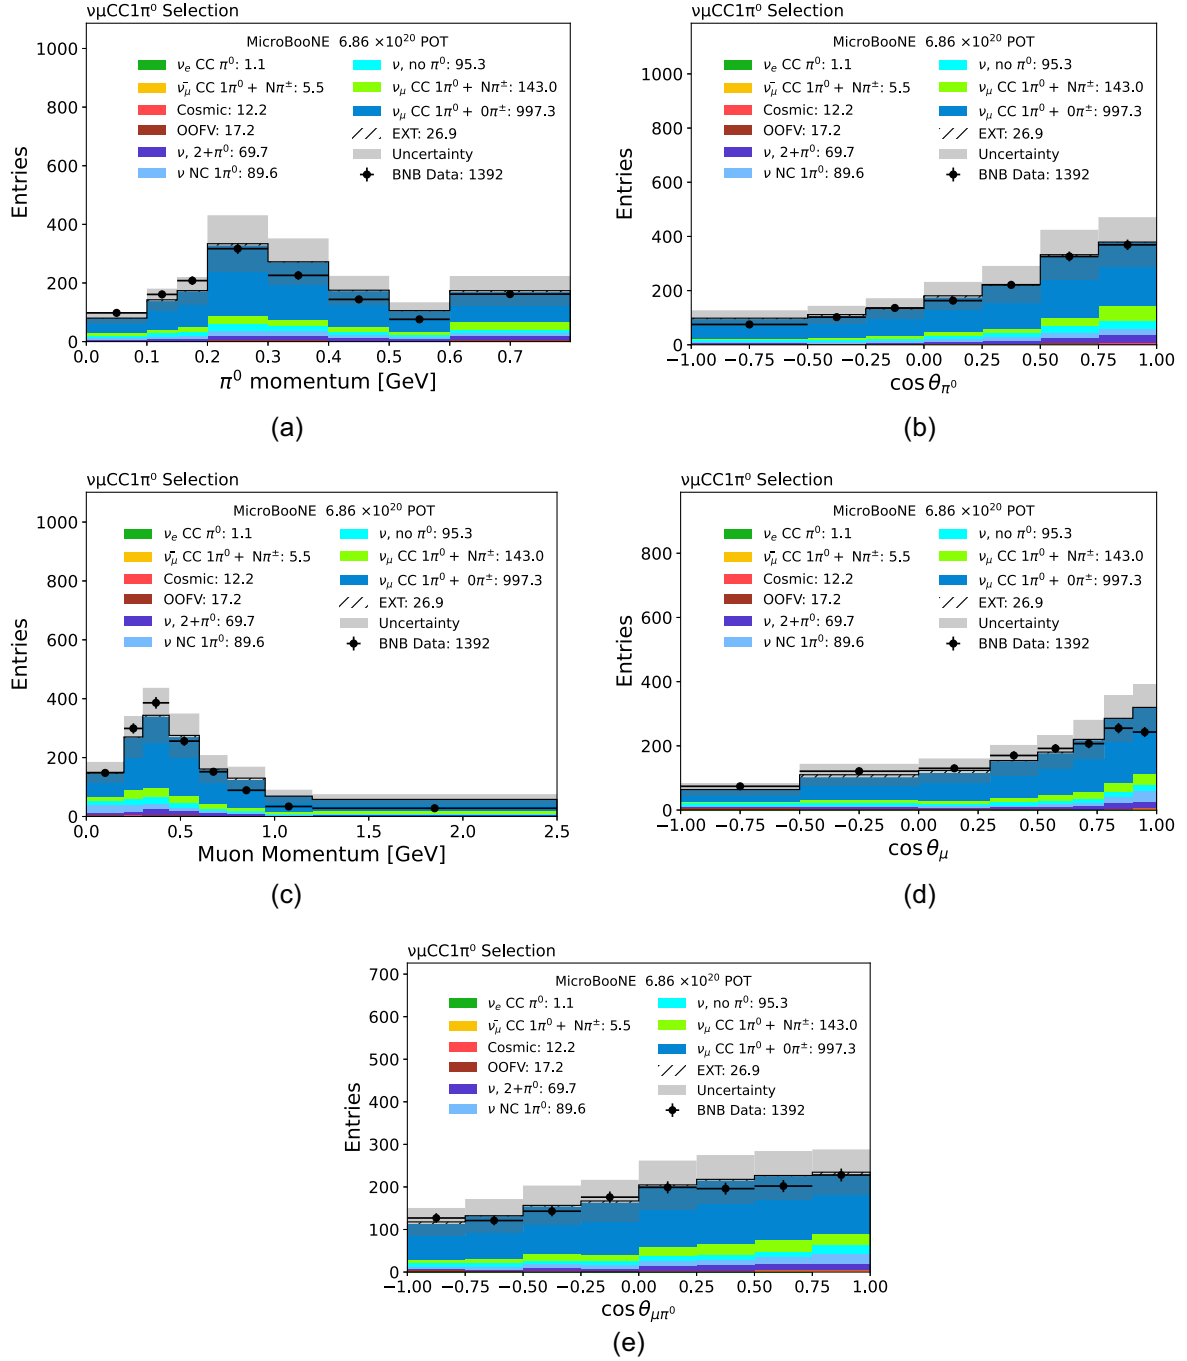 νμCC1π⁰ Selection
MicroBooNE 6.86 ×10²⁰ POT
νₑ CC π⁰: 1.1
ν̄_μ CC 1π⁰ + Nπ±: 5.5
Cosmic: 12.2
OOFV: 17.2
ν, 2+π⁰: 69.7
ν NC 1π⁰: 89.6
ν, no π⁰: 95.3
ν_μ CC 1π⁰ + Nπ±: 143.0
ν_μ CC 1π⁰ + 0π±: 997.3
EXT: 26.9
Uncertainty
BNB Data: 1392
Entries
1000
800
600
400
200
0
0.0 0.1 0.2 0.3 0.4 0.5 0.6 0.7
π⁰ momentum [GeV]
(a)
νμCC1π⁰ Selection
MicroBooNE 6.86 ×10²⁰ POT
νₑ CC π⁰: 1.1
ν̄_μ CC 1π⁰ + Nπ±: 5.5
Cosmic: 12.2
OOFV: 17.2
ν, 2+π⁰: 69.7
ν NC 1π⁰: 89.6
ν, no π⁰: 95.3
ν_μ CC 1π⁰ + Nπ±: 143.0
ν_μ CC 1π⁰ + 0π±: 997.3
EXT: 26.9
Uncertainty
BNB Data: 1392
Entries
1000
800
600
400
200
0
−1.00 −0.75 −0.50 −0.25 0.00 0.25 0.50 0.75 1.00
cos θ_π⁰
(b)
νμCC1π⁰ Selection
MicroBooNE 6.86 ×10²⁰ POT
νₑ CC π⁰: 1.1
ν̄_μ CC 1π⁰ + Nπ±: 5.5
Cosmic: 12.2
OOFV: 17.2
ν, 2+π⁰: 69.7
ν NC 1π⁰: 89.6
ν, no π⁰: 95.3
ν_μ CC 1π⁰ + Nπ±: 143.0
ν_μ CC 1π⁰ + 0π±: 997.3
EXT: 26.9
Uncertainty
BNB Data: 1392
Entries
1000
800
600
400
200
0
0.0 0.5 1.0 1.5 2.0 2.5
Muon Momentum [GeV]
(c)
νμCC1π⁰ Selection
MicroBooNE 6.86 ×10²⁰ POT
νₑ CC π⁰: 1.1
ν̄_μ CC 1π⁰ + Nπ±: 5.5
Cosmic: 12.2
OOFV: 17.2
ν, 2+π⁰: 69.7
ν NC 1π⁰: 89.6
ν, no π⁰: 95.3
ν_μ CC 1π⁰ + Nπ±: 143.0
ν_μ CC 1π⁰ + 0π±: 997.3
EXT: 26.9
Uncertainty
BNB Data: 1392
Entries
800
600
400
200
0
−1.00 −0.75 −0.50 −0.25 0.00 0.25 0.50 0.75 1.00
cos θ_μ
(d)
νμCC1π⁰ Selection
MicroBooNE 6.86 ×10²⁰ POT
νₑ CC π⁰: 1.1
ν̄_μ CC 1π⁰ + Nπ±: 5.5
Cosmic: 12.2
OOFV: 17.2
ν, 2+π⁰: 69.7
ν NC 1π⁰: 89.6
ν, no π⁰: 95.3
ν_μ CC 1π⁰ + Nπ±: 143.0
ν_μ CC 1π⁰ + 0π±: 997.3
EXT: 26.9
Uncertainty
BNB Data: 1392
Entries
700
600
500
400
300
200
100
0
−1.00 −0.75 −0.50 −0.25 0.00 0.25 0.50 0.75 1.00
cos θ_μπ⁰
(e)